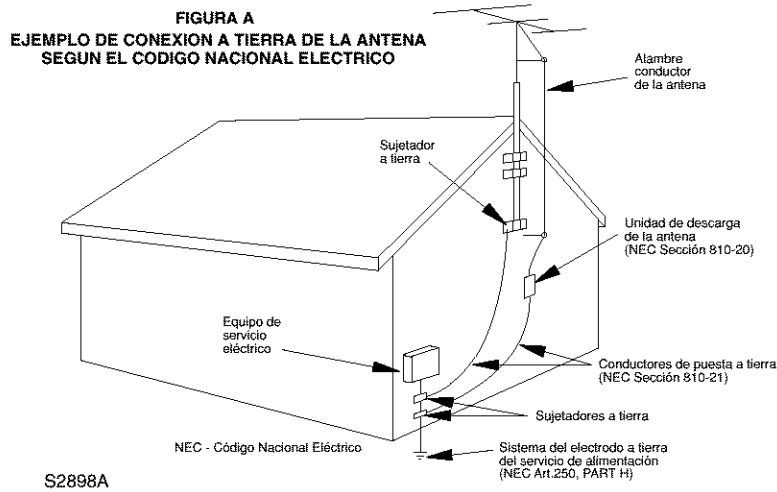 FIGURA A
EJEMPLO DE CONEXION A TIERRA DE LA ANTENA
SEGUN EL CODIGO NACIONAL ELECTRICO
Alambre
conductor
de la antena
Sujetador
a tierra
Unidad de descarga
de la antena
(NEC Sección 810-20)
Equipo de
servicio
eléctrico
Conductores de puesta a tierra
(NEC Sección 810-21)
Sujetadores a tierra
NEC - Código Nacional Eléctrico
Sistema del electrodo a tierra
del servicio de alimentación
(NEC Art.250, PART H)
S2898A